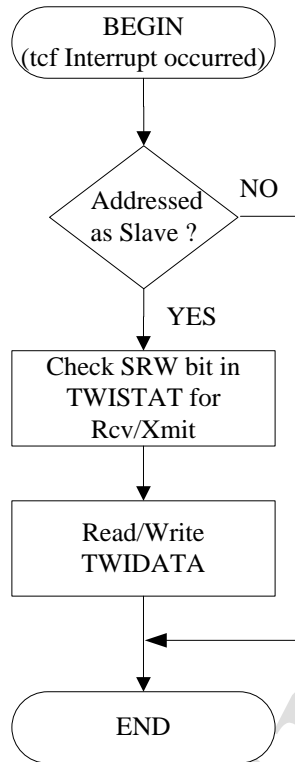 BEGIN
(tcf Interrupt occurred)
Addressed
as Slave ?
NO
YES
Check SRW bit in
TWISTAT for
Rcv/Xmit
Read/Write
TWIDATA
END